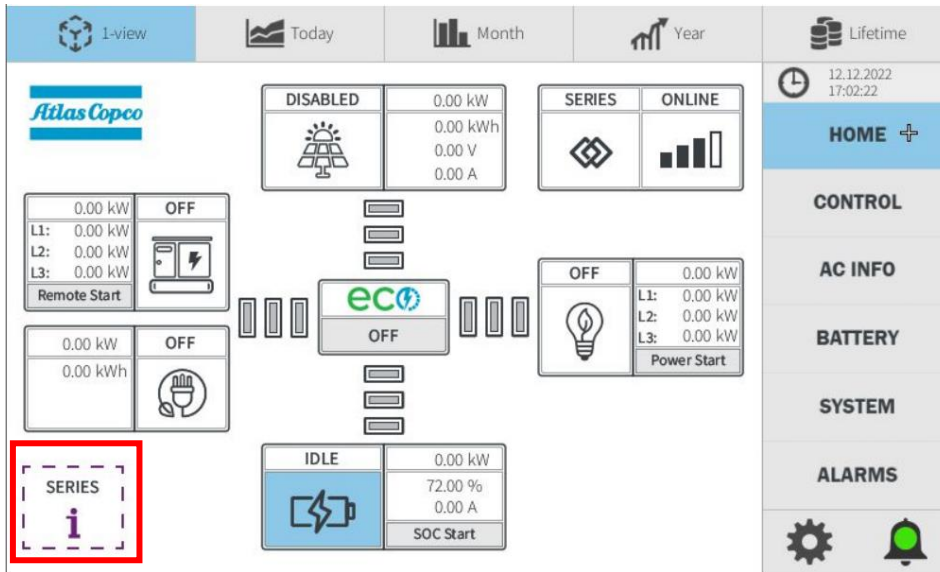 1-view
Today
Month
Year
Lifetime
12.12.2022
17:02:22
Atlas Copco
DISABLED
0.00 kW
0.00 kWh
0.00 V
0.00 A
SERIES
ONLINE
HOME
CONTROL
AC INFO
BATTERY
SYSTEM
ALARMS
0.00 kW
OFF
L1: 0.00 kW
L2: 0.00 kW
L3: 0.00 kW
Remote Start
eco
OFF
OFF
0.00 kW
L1: 0.00 kW
L2: 0.00 kW
L3: 0.00 kW
Power Start
0.00 kW
OFF
0.00 kWh
SERIES
i
IDLE
0.00 kW
72.00 %
0.00 A
SOC Start